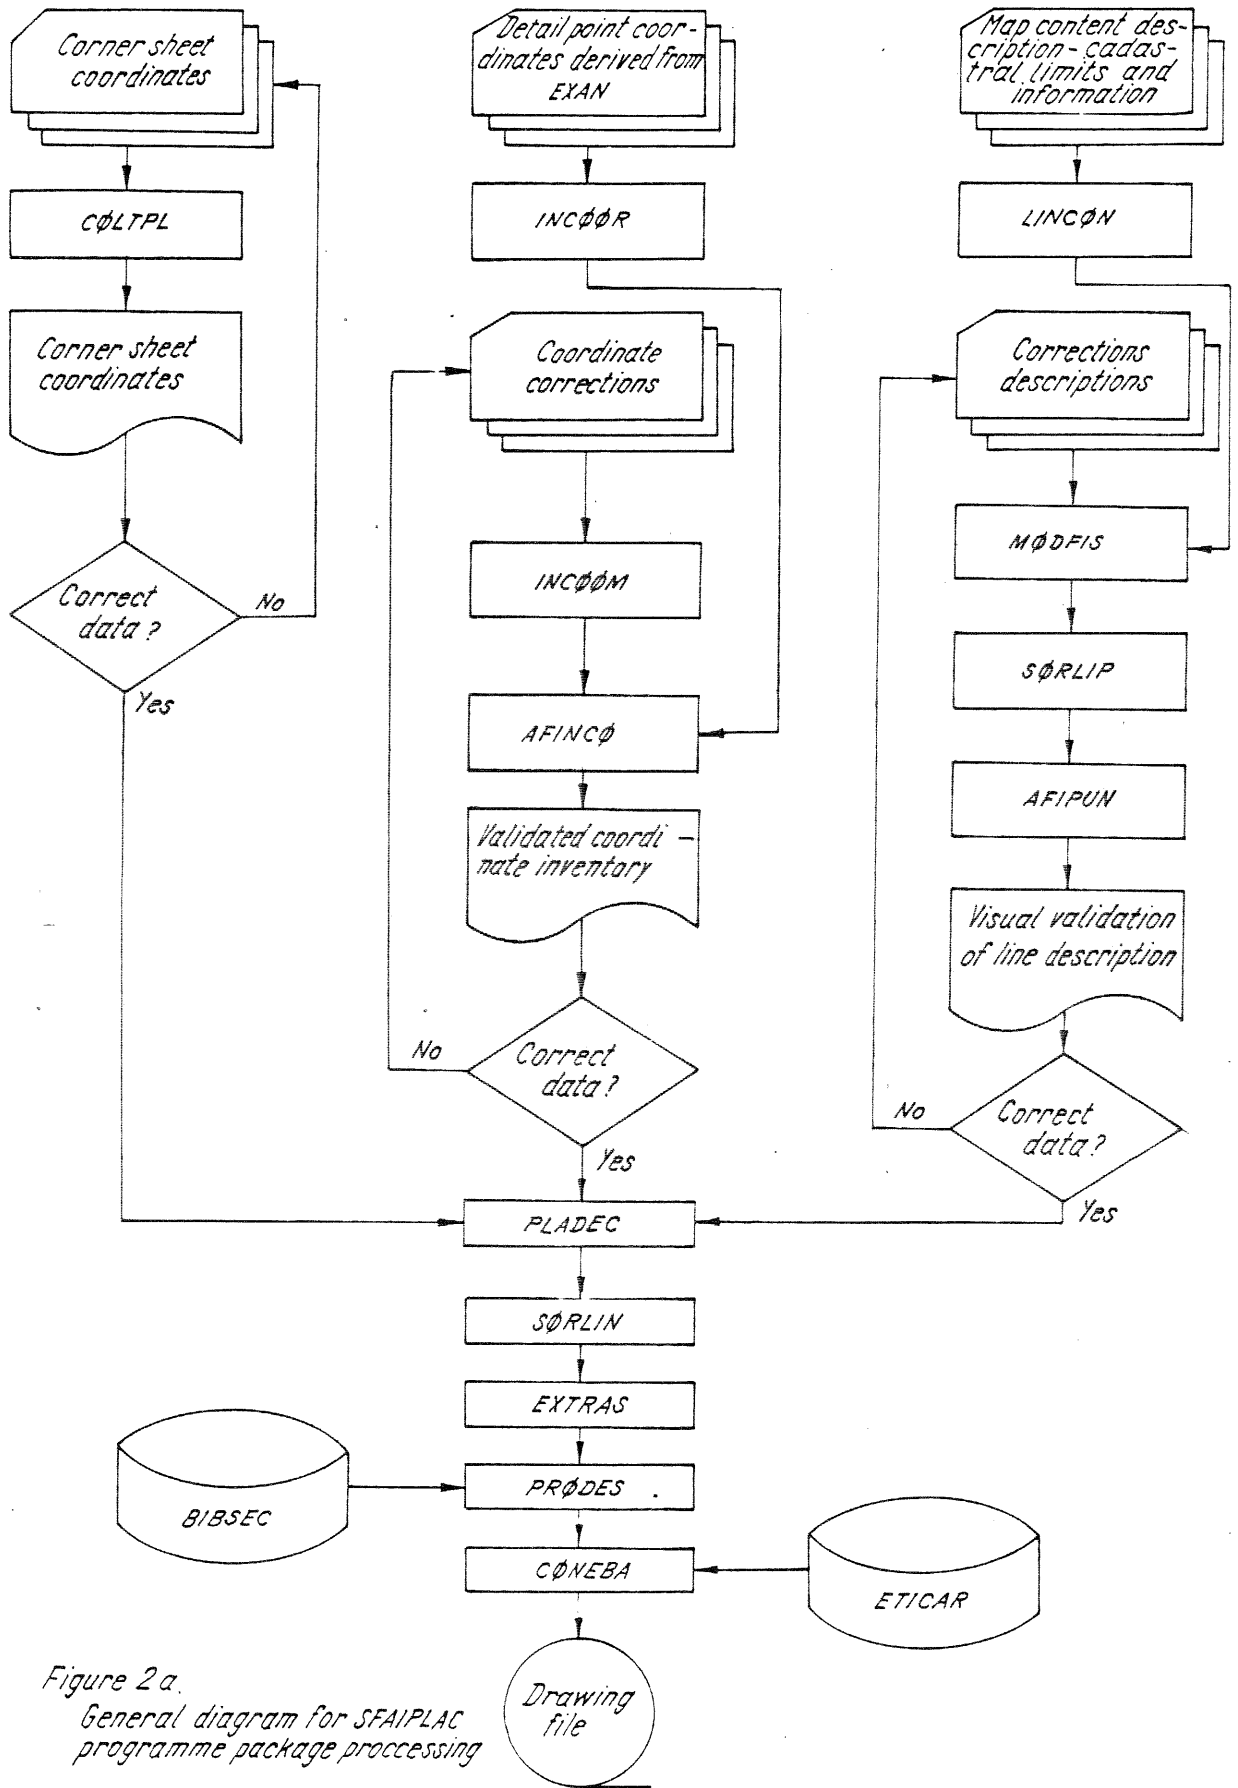 Corner sheet
coordinates
CØLTPL
Corner sheet
coordinates
Correct
data?
No
Yes
Detail point coor-
dinates derived from
EXAN
INCØØR
Coordinate
corrections
INCØØM
AFINCØ
Validated coordi-
nate inventory
No
Correct
data?
Yes
Map content des-
cription-cadas-
tral limits and
information
LINCØN
Corrections
descriptions
MØDFIS
SØRLIP
AFIPUN
Visual validation
of line description
No
Correct
data?
Yes
PLADEC
SØRLIN
EXTRAS
BIBSEC
PRØDES
CØNEBA
ETICAR
Drawing
file
Figure 2a.
General diagram for SFAIPLAC
programme package proccessing